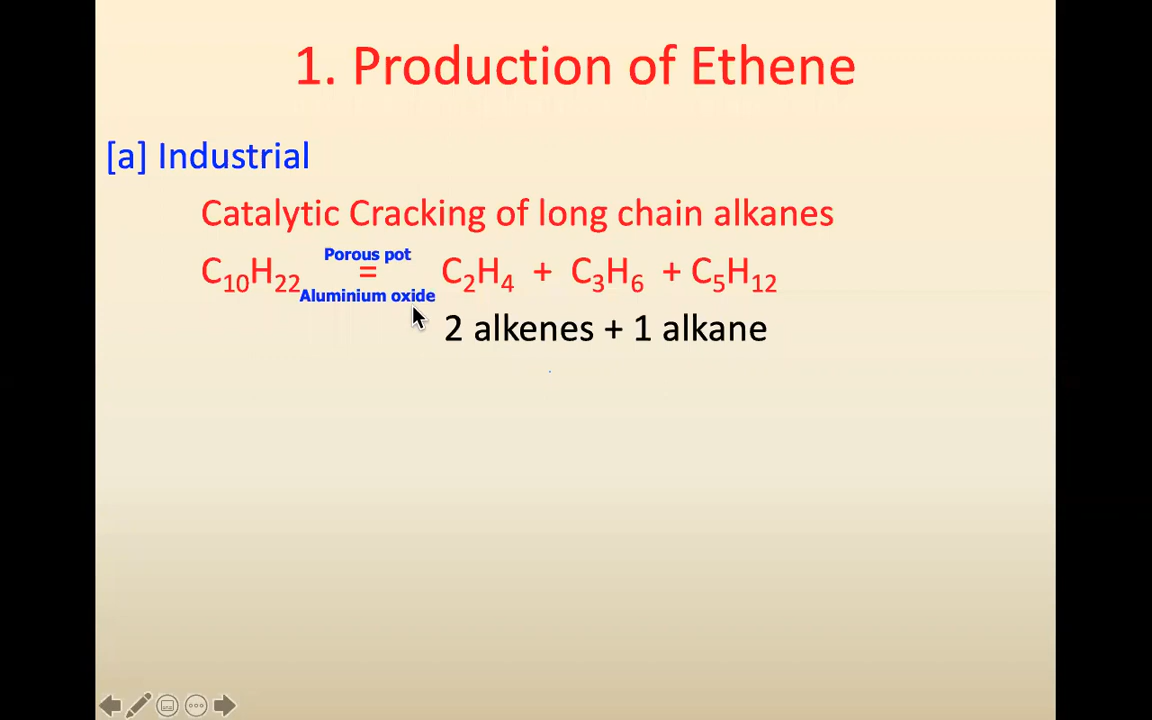 1. Production of Ethene
[a] Industrial
Catalytic Cracking of long chain alkanes
Porous pot
C₁₀H₂₂ = C₂H₄ + C₃H₆ + C₅H₁₂
Aluminium oxide
2 alkenes + 1 alkane